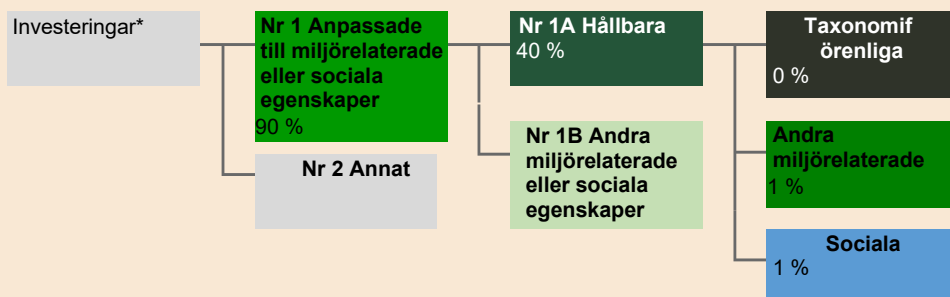 Investeringar*
Nr 1 Anpassade
till miljörelaterade
eller sociala
egenskaper
90 %
Nr 2 Annat
Nr 1A Hållbara
40 %
Nr 1B Andra
miljörelaterade
eller sociala
egenskaper
Taxonomif
örenliga
0 %
Andra
miljörelaterade
1 %
Sociala
1 %